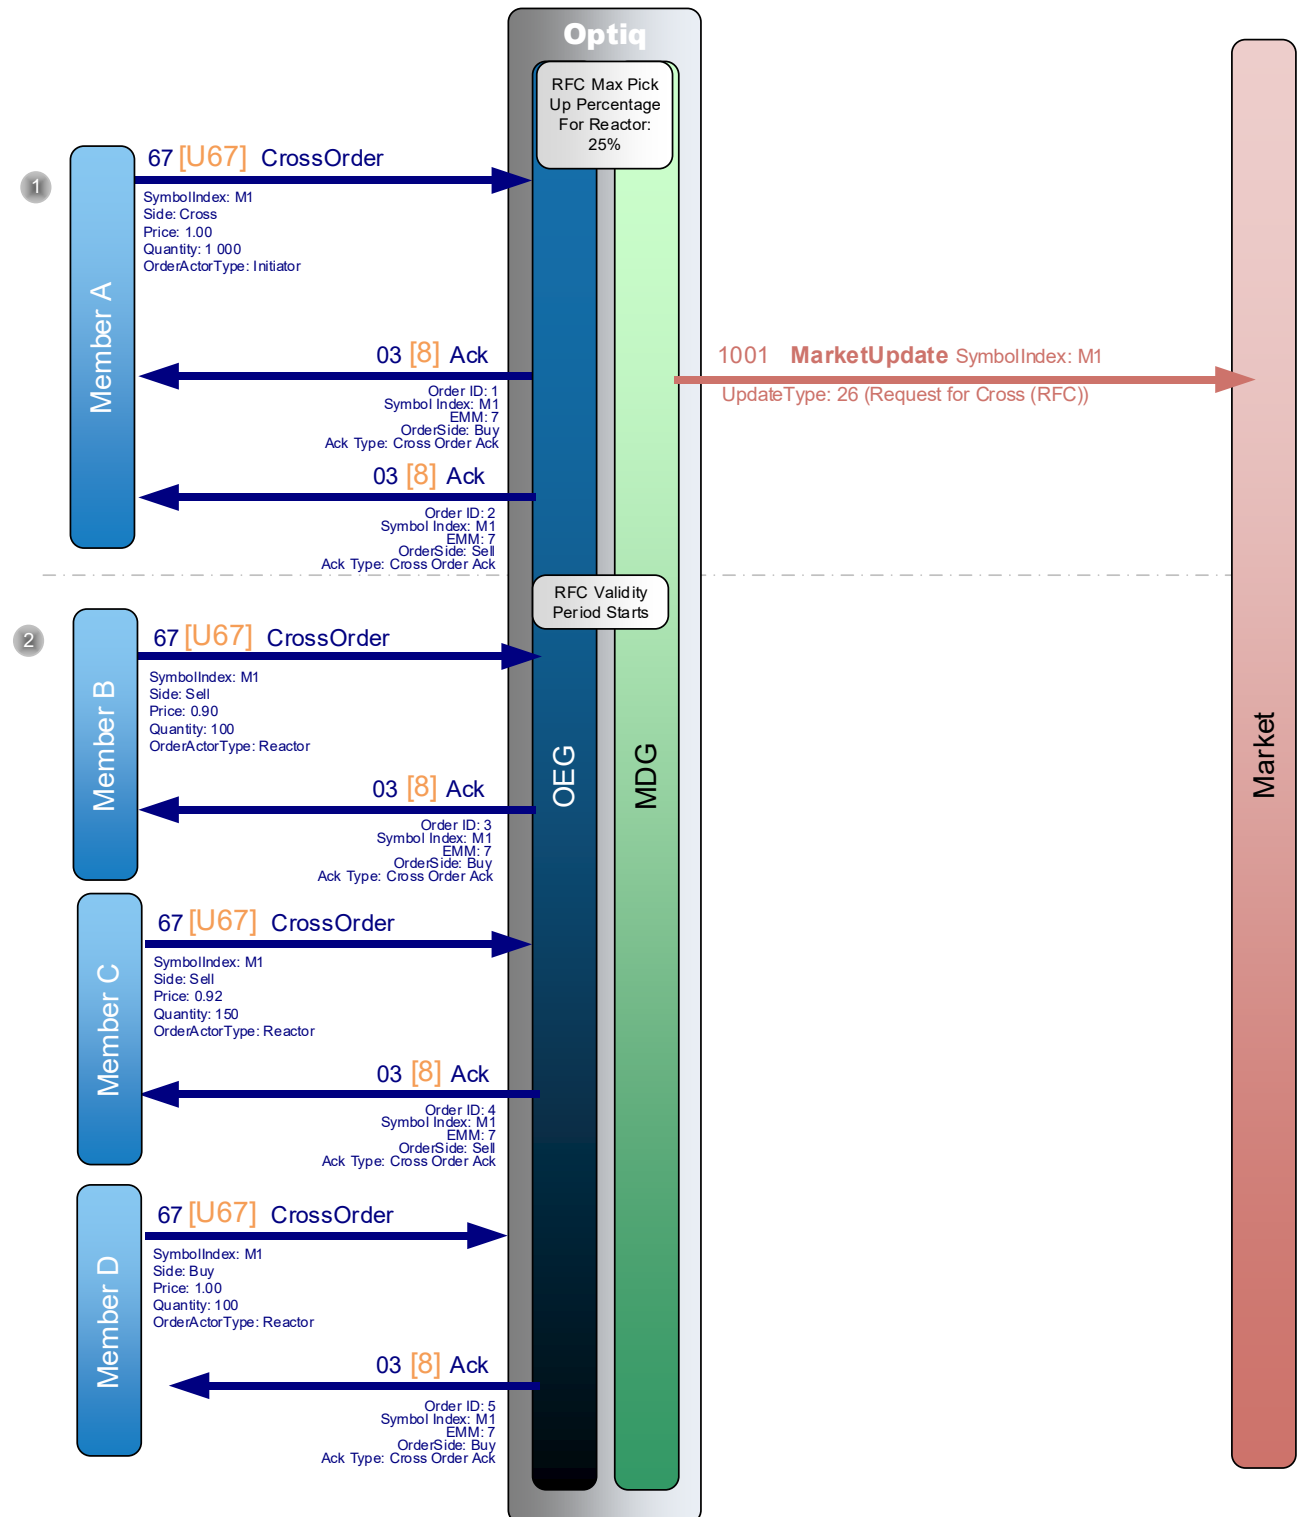 Optiq
RFC Max Pick
Up Percentage
For Reactor:
25%
1
Member A
67 [U67] CrossOrder
SymbolIndex: M1
Side: Cross
Price: 1.00
Quantity: 1 000
OrderActorType: Initiator
03 [8] Ack
Order ID: 1
Symbol Index: M1
EMM: 7
OrderSide: Buy
Ack Type: Cross Order Ack
1001 MarketUpdate SymbolIndex: M1
UpdateType: 26 (Request for Cross (RFC))
03 [8] Ack
Order ID: 2
Symbol Index: M1
EMM: 7
OrderSide: Sell
Ack Type: Cross Order Ack
RFC Validity
Period Starts
2
Member B
67 [U67] CrossOrder
SymbolIndex: M1
Side: Sell
Price: 0.90
Quantity: 100
OrderActorType: Reactor
OEG
MDG
Market
03 [8] Ack
Order ID: 3
Symbol Index: M1
EMM: 7
OrderSide: Buy
Ack Type: Cross Order Ack
Member C
67 [U67] CrossOrder
SymbolIndex: M1
Side: Sell
Price: 0.92
Quantity: 150
OrderActorType: Reactor
03 [8] Ack
Order ID: 4
Symbol Index: M1
EMM: 7
OrderSide: Sell
Ack Type: Cross Order Ack
Member D
67 [U67] CrossOrder
SymbolIndex: M1
Side: Buy
Price: 1.00
Quantity: 100
OrderActorType: Reactor
03 [8] Ack
Order ID: 5
Symbol Index: M1
EMM: 7
OrderSide: Buy
Ack Type: Cross Order Ack